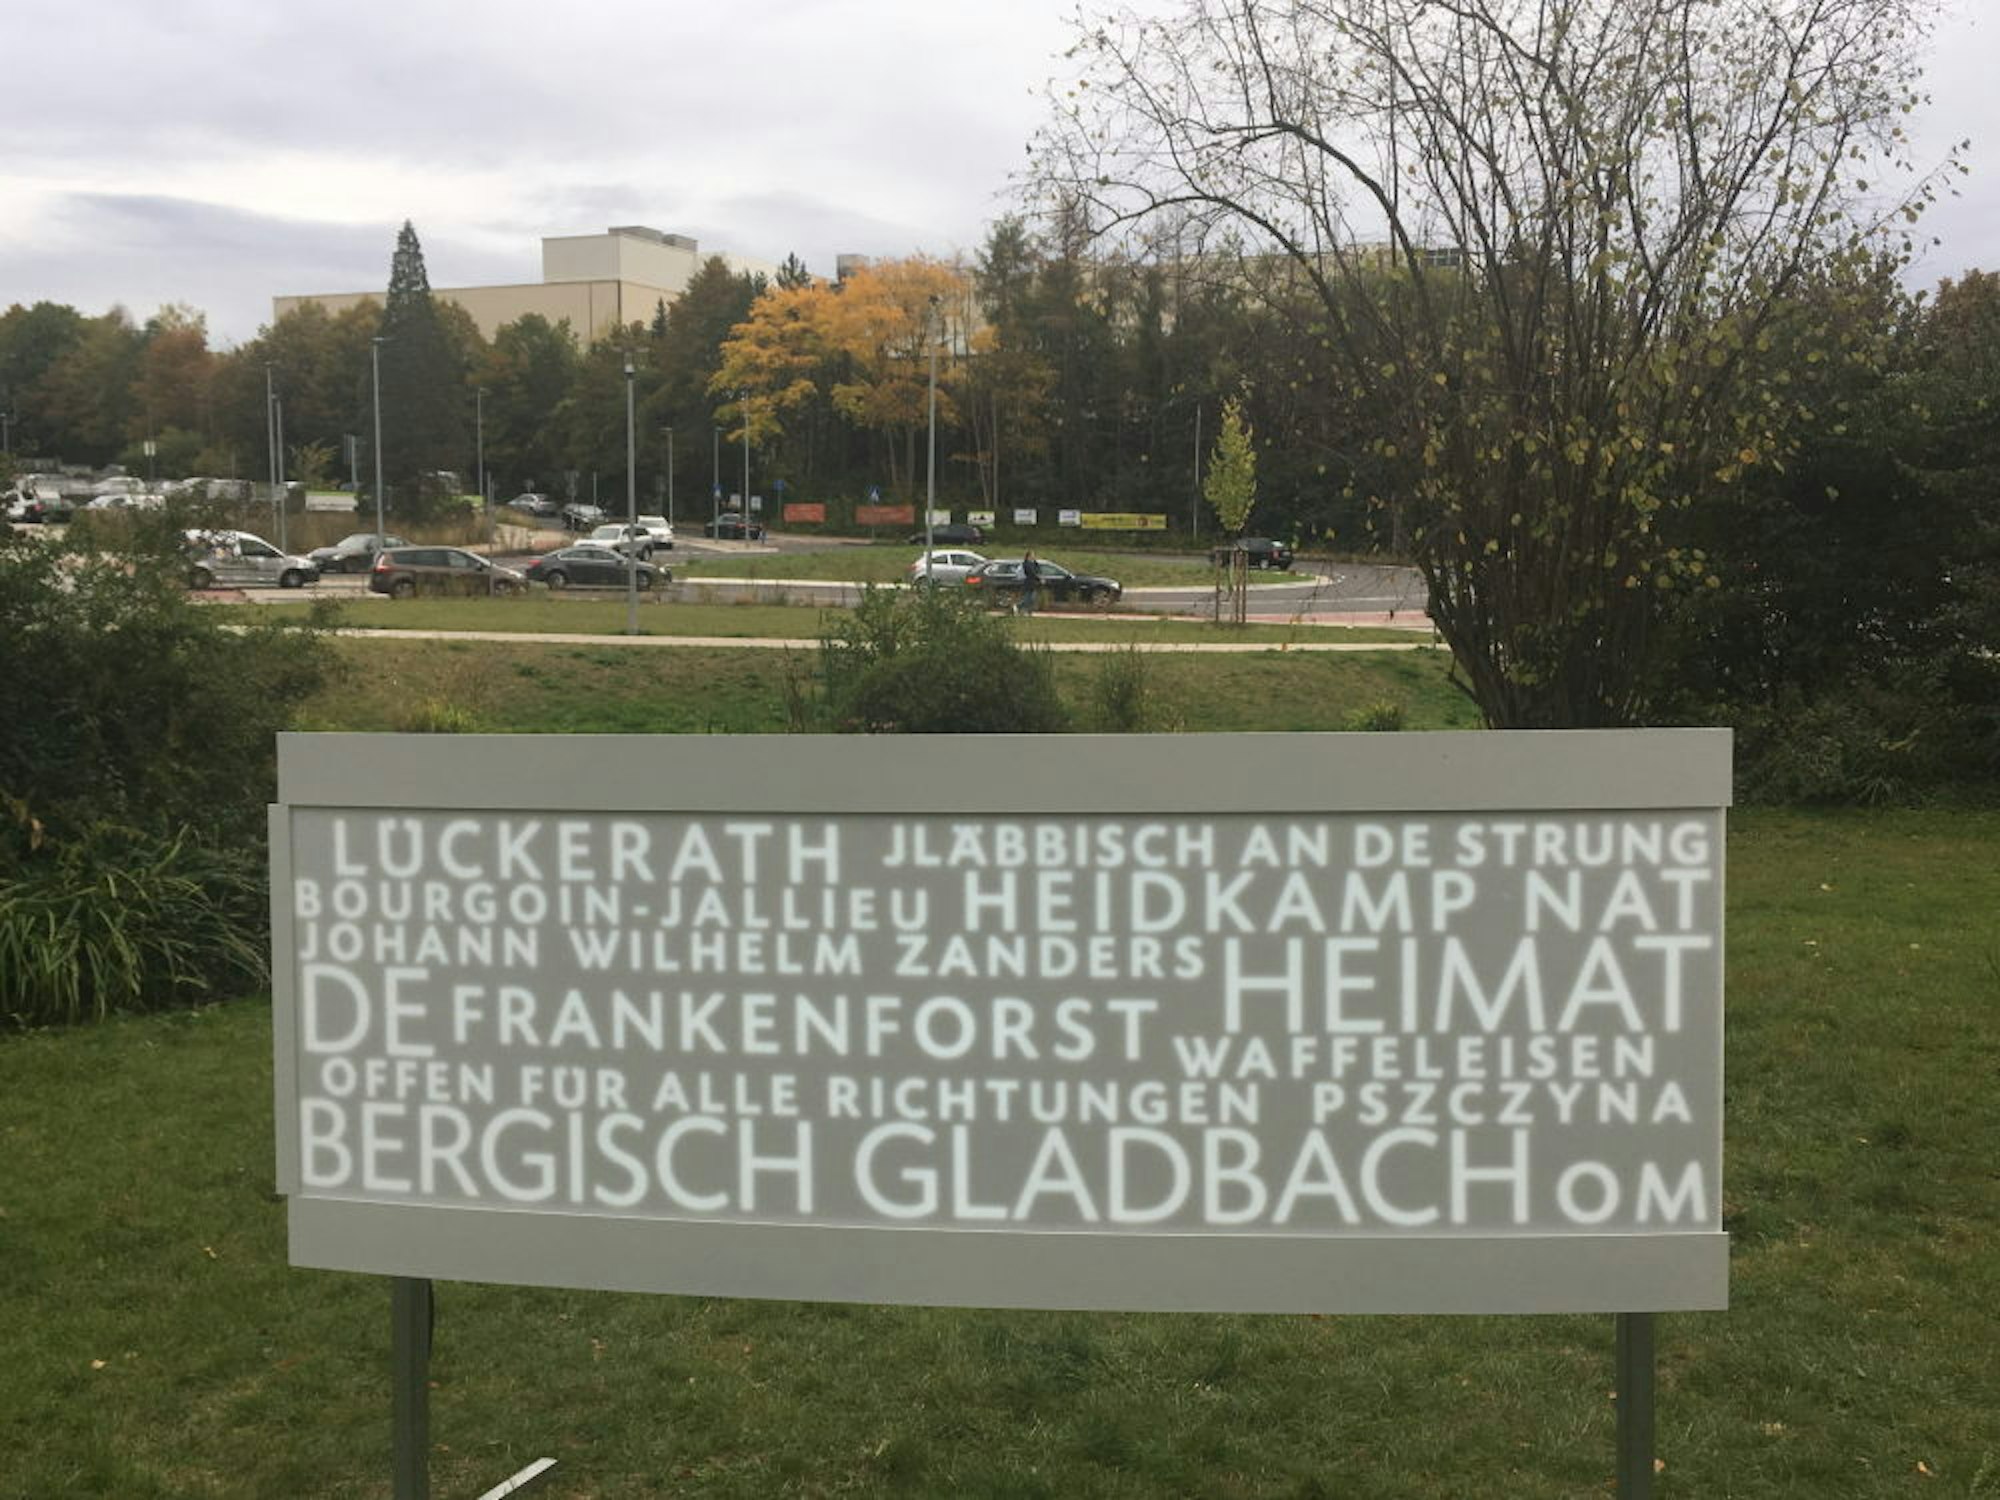 LÜCKERATH JLÄBBISCH AN DE STRUNG
BOURGOIN-JALLIEU HEIDKAMP NAT
JOHANN WILHELM ZANDERS HEIMAT
DE FRANKENFORST WAFFELEISEN
OFFEN FÜR ALLE RICHTUNGEN PSZCZYNA
BERGISCH GLADBACH OM